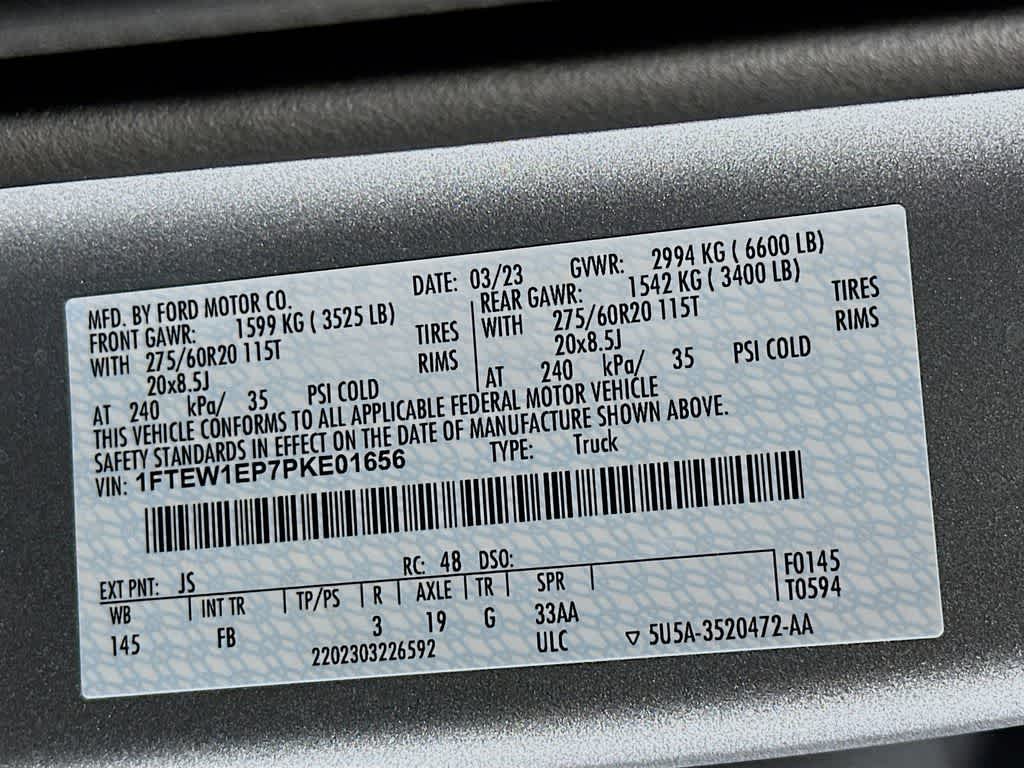 MFD. BY FORD MOTOR CO. DATE: 03/23 GVWR: 2994 KG ( 6600 LB)
FRONT GAWR: 1599 KG ( 3525 LB) REAR GAWR: 1542 KG ( 3400 LB)
WITH 275/60R20 115T TIRES WITH 275/60R20 115T TIRES
20x8.5J RIMS 20x8.5J RIMS
AT 240 kPa/ 35 PSI COLD AT 240 kPa/ 35 PSI COLD
THIS VEHICLE CONFORMS TO ALL APPLICABLE FEDERAL MOTOR VEHICLE
SAFETY STANDARDS IN EFFECT ON THE DATE OF MANUFACTURE SHOWN ABOVE.
VIN: 1FTEW1EP7PKE01656 TYPE: Truck
EXT PNT: JS RC: 48 DSO: F0145
WB INT TR TP/PS R AXLE TR SPR T0594
145 FB 3 19 G 33AA
2202303226592 ULC ▽ 5U5A-3520472-AA